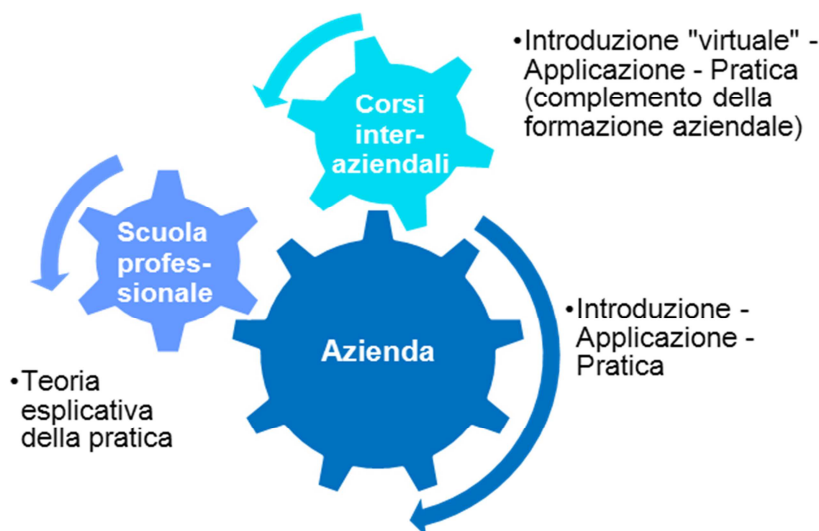 •Introduzione "virtuale" -
Applicazione - Pratica
(complemento della
formazione aziendale)
Corsi
inter-
aziendali
Scuola
profes-
sionale
Azienda
•Introduzione -
Applicazione -
Pratica
•Teoria
esplicativa
della pratica